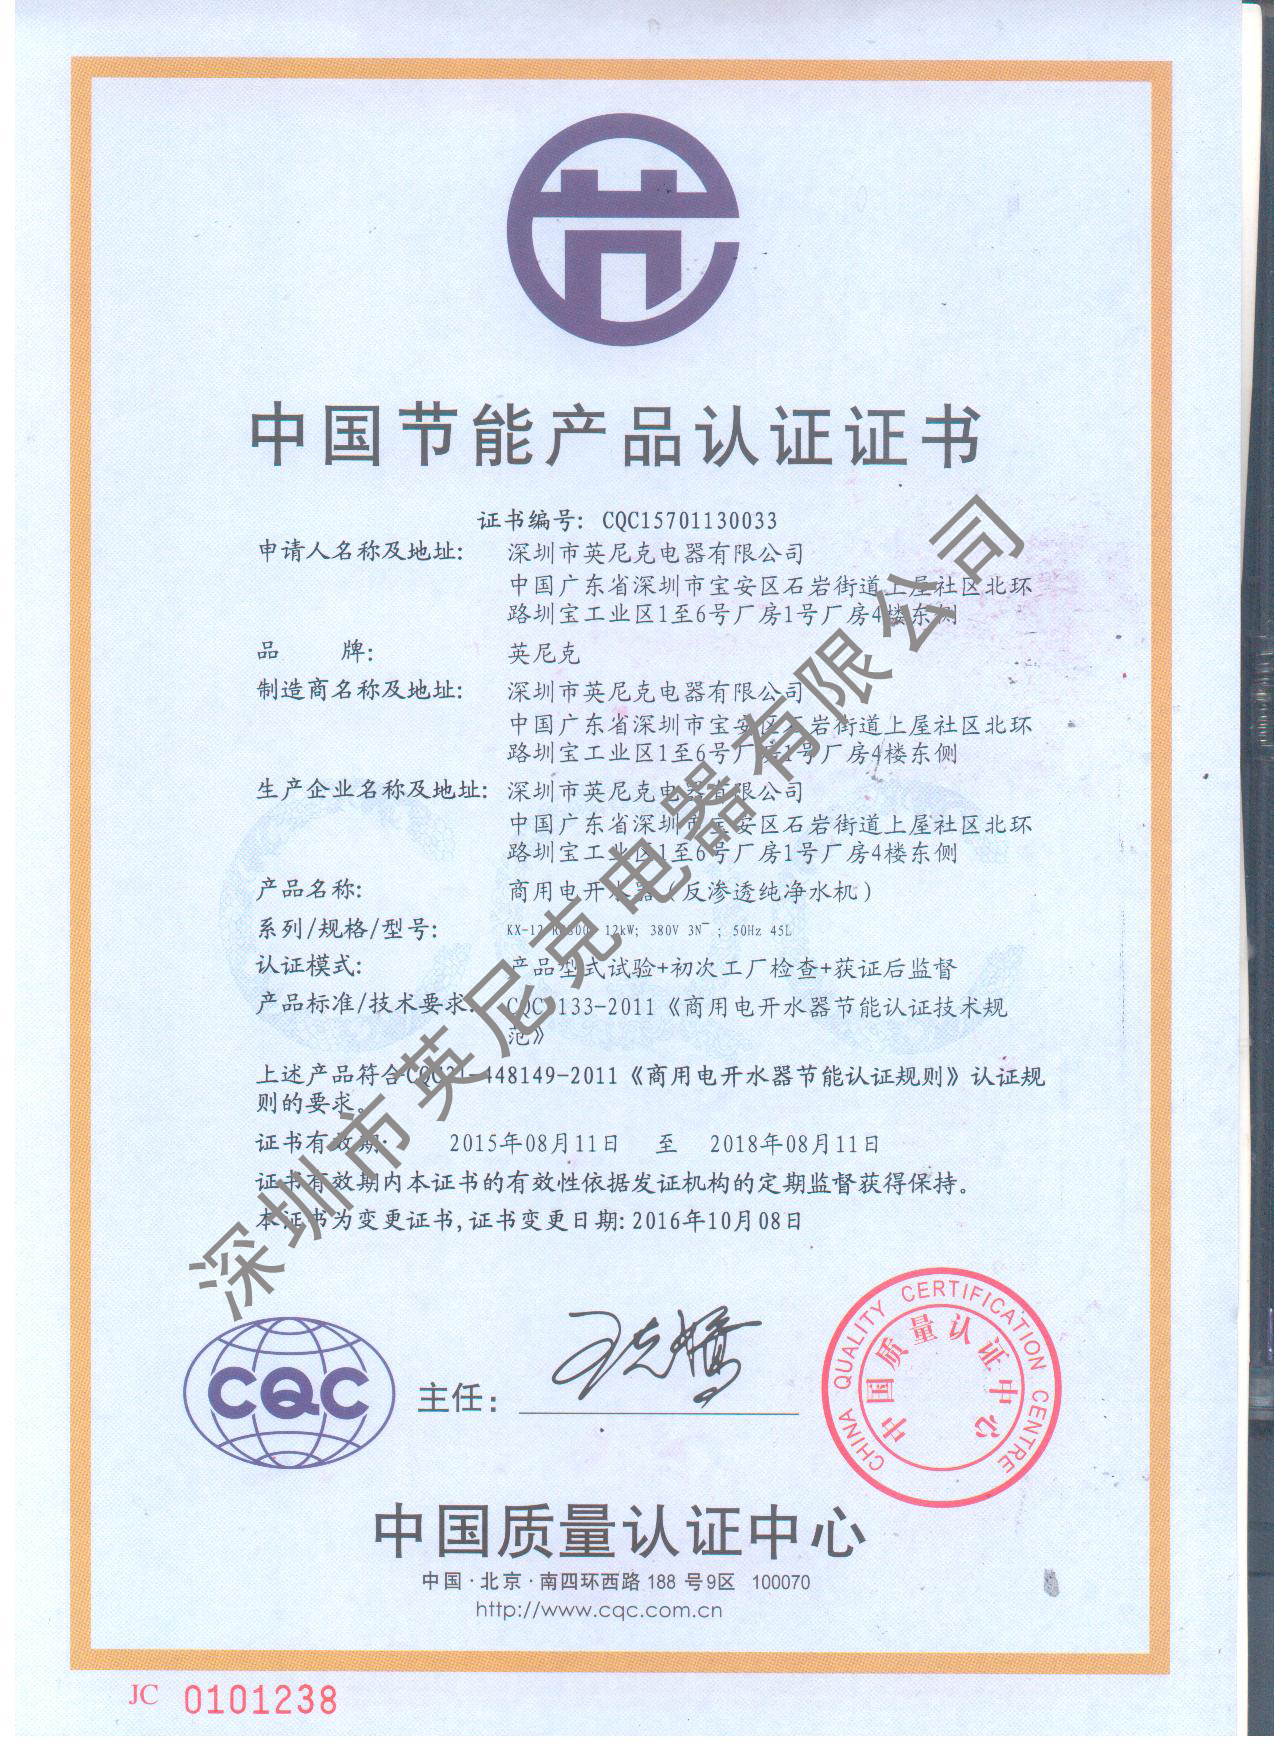 中国节能产品认证证书
证书编号: CQC15701130033
申请人名称及地址: 深圳市英尼克电器有限公司
中国广东省深圳市宝安区石岩街道上屋社区北环
路圳宝工业区1至6号厂房1号厂房4楼东侧
品 牌: 英尼克
制造商名称及地址: 深圳市英尼克电器有限公司
中国广东省深圳市宝安区石岩街道上屋社区北环
路圳宝工业区1至6号厂房1号厂房4楼东侧
生产企业名称及地址: 深圳市英尼克电器有限公司
中国广东省深圳市宝安区石岩街道上屋社区北环
路圳宝工业区1至6号厂房1号厂房4楼东侧
产品名称: 商用电开水器（反渗透纯净水机）
系列/规格/型号: 12kW; 380V 3N~ ; 50Hz 45L
认证模式: 产品型式试验+初次工厂检查+获证后监督
产品标准/技术要求: 《商用电开水器节能认证技术规
范》
上述产品符合CQC31-448149-2011《商用电开水器节能认证规则》认证规
则的要求。
证书有效期: 2015年08月11日 至 2018年08月11日
证书有效期内本证书的有效性依据发证机构的定期监督获得保持。
本证书为变更证书,证书变更日期:2016年10月08日
深圳市英尼克电器有限公司
CQC
主任:
CHINA QUALITY CERTIFICATION CENTRE
中国质量认证中心
中国质量认证中心
中国·北京·南四环西路 188 号9区 100070
http://www.cqc.com.cn
JC 0101238